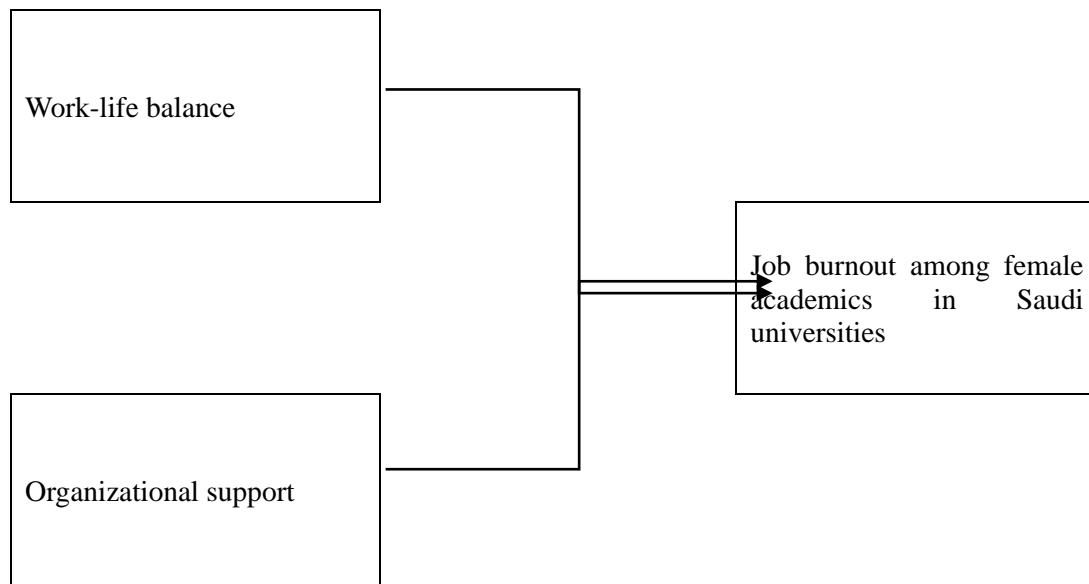 Work-life balance
Job burnout among female
academics in Saudi
universities
Organizational support